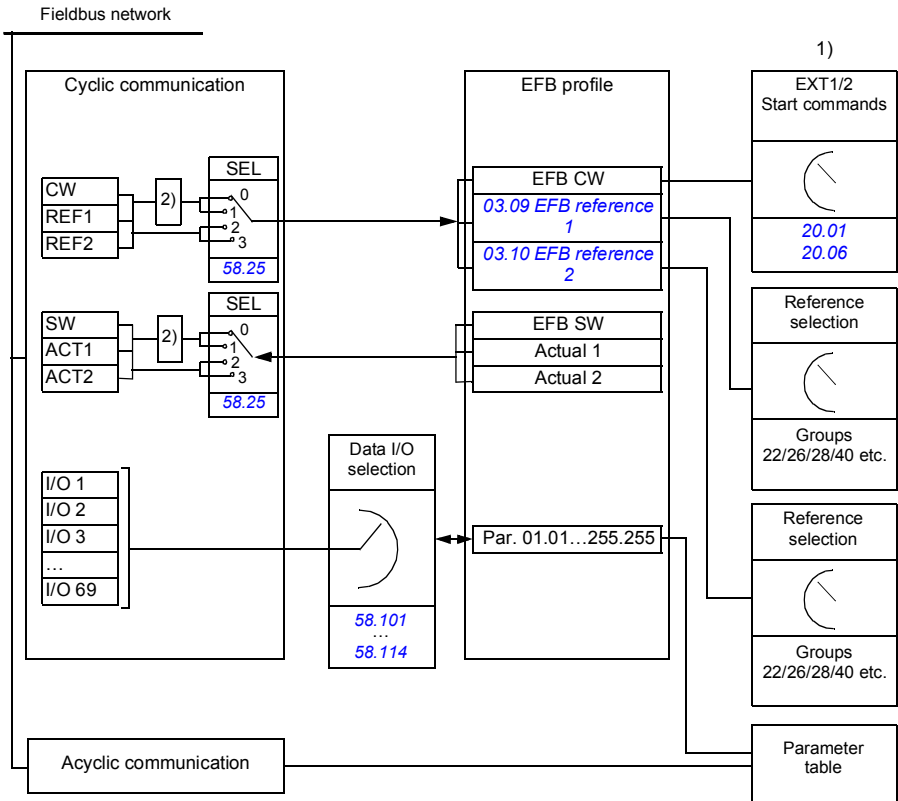 Fieldbus network
1)
Cyclic communication
EFB profile
EXT1/2
Start commands
SEL
CW
REF1
REF2
2)
0
1
2
3
58.25
EFB CW
03.09 EFB reference
1
03.10 EFB reference
2
20.01
20.06
SEL
SW
ACT1
ACT2
2)
0
1
2
3
58.25
EFB SW
Actual 1
Actual 2
Reference
selection
Groups
22/26/28/40 etc.
I/O 1
I/O 2
I/O 3
...
I/O 69
Data I/O
selection
58.101
...
58.114
Par. 01.01...255.255
Reference
selection
Groups
22/26/28/40 etc.
Acyclic communication
Parameter
table